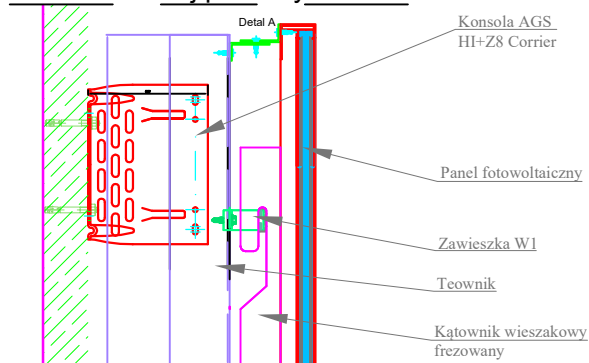 Detal A
Konsola AGS
HI+Z8 Corrier
Panel fotowoltaiczny
Zawieszka W1
Teownik
Kątownik wieszakowy
frezowany